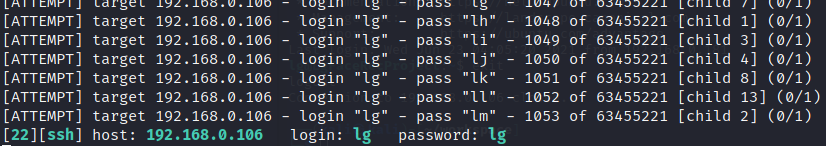 [ATTEMPT] target 192.168.0.106 - login "lg" - pass "lg" - 1047 of 63455221 [child 7] (0/1)
[ATTEMPT] target 192.168.0.106 - login "lg" - pass "lh" - 1048 of 63455221 [child 1] (0/1)
[ATTEMPT] target 192.168.0.106 - login "lg" - pass "li" - 1049 of 63455221 [child 3] (0/1)
[ATTEMPT] target 192.168.0.106 - login "lg" - pass "lj" - 1050 of 63455221 [child 4] (0/1)
[ATTEMPT] target 192.168.0.106 - login "lg" - pass "lk" - 1051 of 63455221 [child 8] (0/1)
[ATTEMPT] target 192.168.0.106 - login "lg" - pass "ll" - 1052 of 63455221 [child 13] (0/1)
[ATTEMPT] target 192.168.0.106 - login "lg" - pass "lm" - 1053 of 63455221 [child 2] (0/1)
[22][ssh] host: 192.168.0.106   login: lg   password: lg